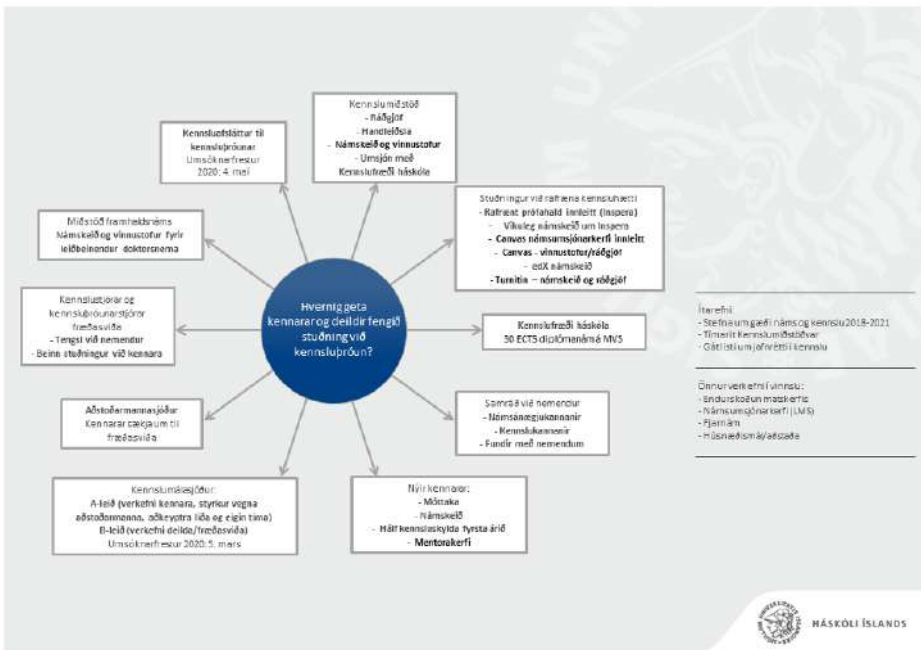 Kennsluafsláttur til
kennsluþróunar
Umsóknarfrestur
2020: 4. maí
Kennslumiðstöð
- Ráðgjöf
- Handleiðsla
- Námskeið og vinnustofur
- Umsjón með
Kennslufræði háskóla
Stuðningur við rafræna kennsluhætti
- Rafrænt prófahald innleitt (Inspera)
- Vikuleg námskeið um Inspera
- Canvas námsumsjónarkerfi innleitt
- Canvas - vinnustofur/ráðgjöf
- edX námskeið
- Turnitin – námskeið og ráðgjöf
Miðstöð framhaldsnáms
Námskeið og vinnustofur fyrir
leiðbeinendur doktorsnema
Hvernig geta
kennarar og deildir fengið
stuðning við
kennsluþróun?
Kennslustjórar og
kennsluþróunarstjórar
fræðasviða
- Tengsl við nemendur
- Beinn stuðningur við kennara
Kennslufræði háskóla
30 ECTS diplómanám á MVS
Aðstoðarmannasjóður
Kennarar sækja um til
fræðasviða
Samráð við nemendur
- Námsánægjukannanir
- Kennslukannanir
- Fundir með nemendum
Kennslumálasjóður:
A-leið (verkefni kennara, styrkur vegna
aðstoðarmanna, aðkeyptra liða og eigin tíma)
B-leið (verkefni deilda/fræðasviða)
Umsóknarfrestur 2020: 5. mars
Nýir kennarar:
- Móttaka
- Námskeið
- Hálf kennsluskylda fyrsta árið
- Mentorakerfi
Ítarefni:
- Stefna um gæði náms og kennslu 2018-2021
- Tímarit Kennslumiðstöðvar
- Gátlisti um jafnrétti í kennslu
Önnur verkefni í vinnslu:
- Endurskoðun matskerfis
- Námsumsjónarkerfi (LMS)
- Fjarnám
- Húsnæðismál/aðstaða
HÁSKÓLI ÍSLANDS